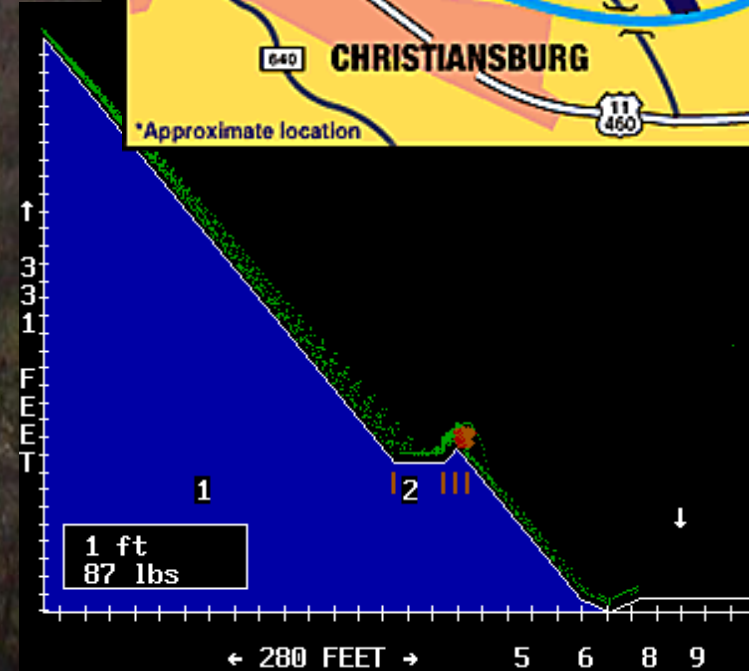 640
CHRISTIANSBURG
11
460
*Approximate location
↑ 331 FEET
1
2
1 ft
87 lbs
↓
← 280 FEET →
5 6 8 9